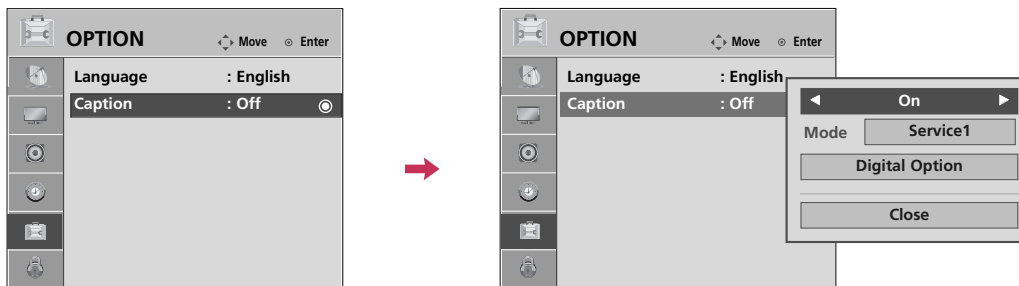 OPTION Move Enter
Language : English
Caption : Off
OPTION Move Enter
Language : English
Caption : Off
On
Mode Service1
Digital Option
Close